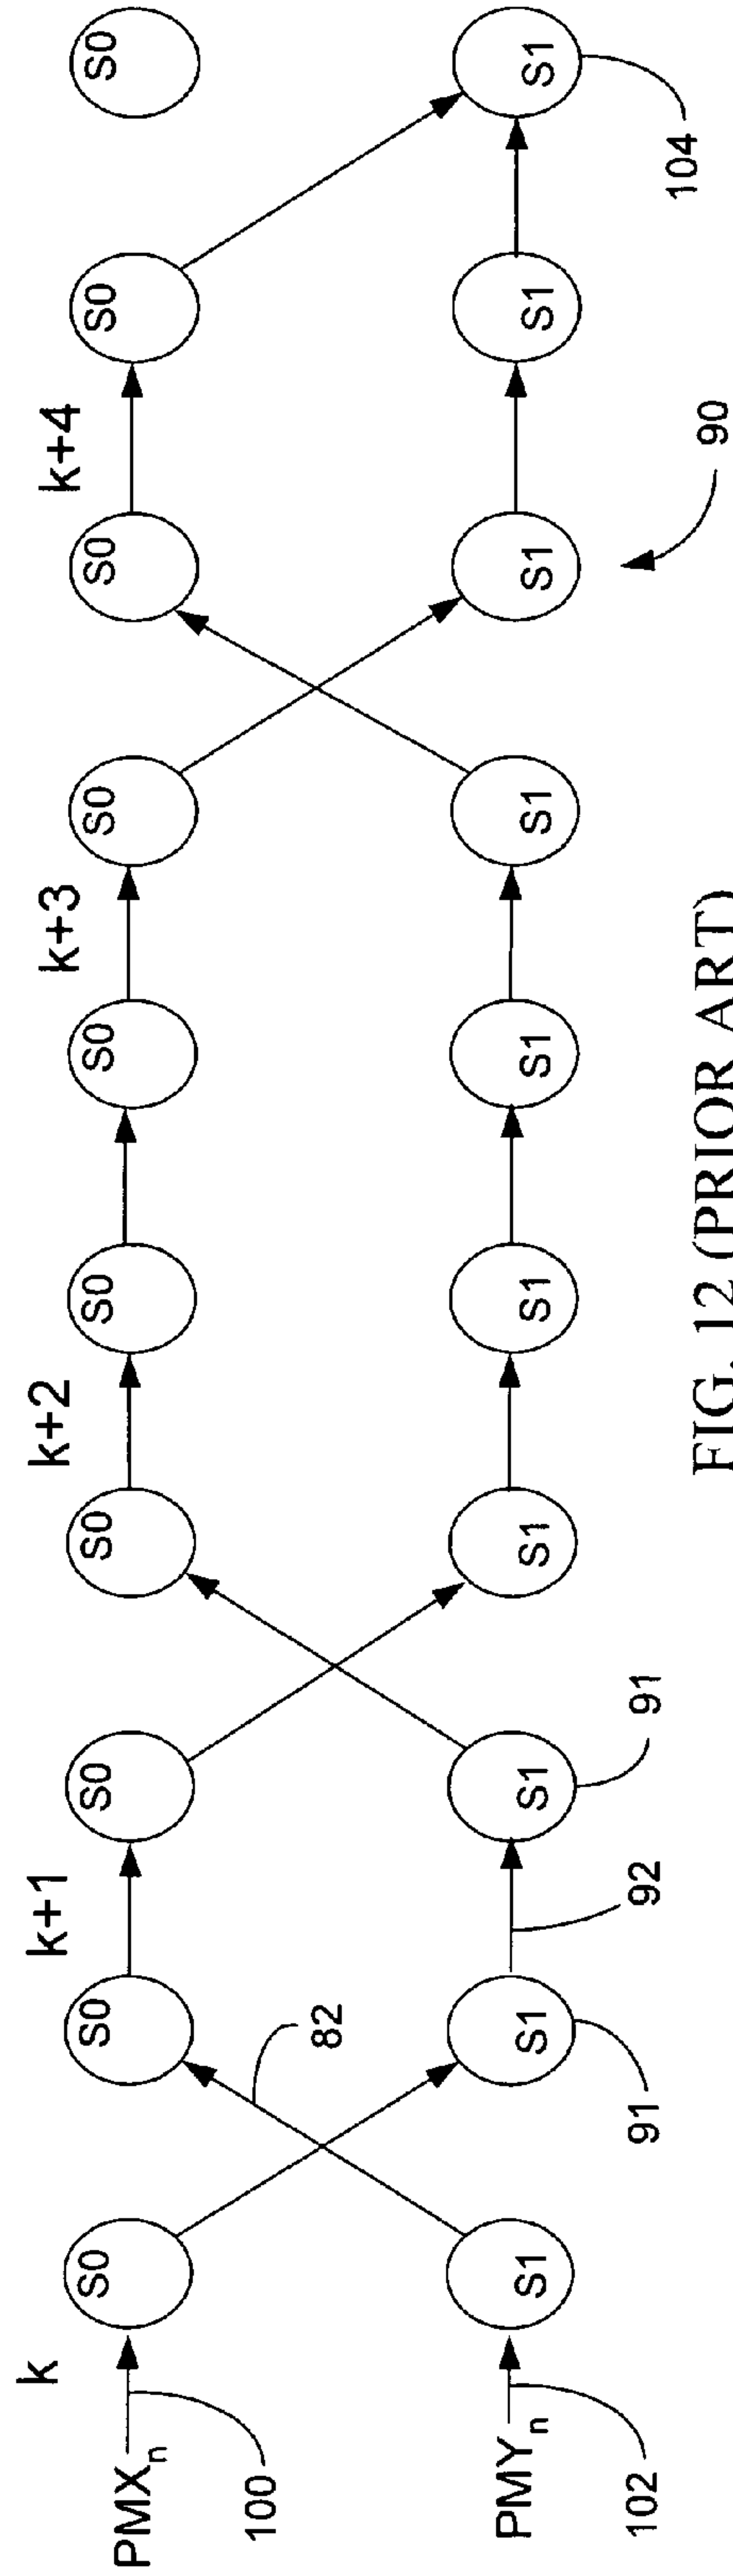 k
k+1
k+2
k+3
k+4
PMXₙ
S0
S0
S0
S0
S0
S0
S0
S0
S0
S0
100
82
PMYₙ
S1
S1
S1
S1
S1
S1
S1
S1
S1
S1
102
91
92
91
90
104
FIG. 12 (PRIOR ART)